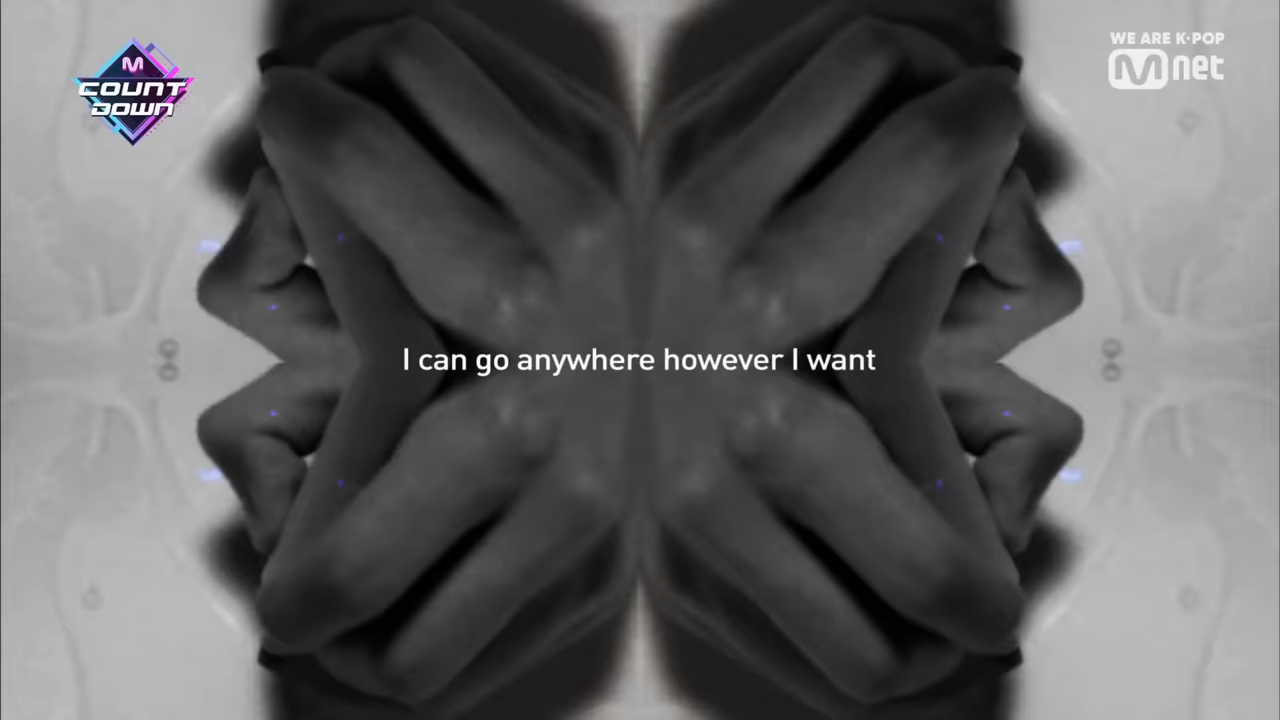 M
COUNT
DOWN
WE ARE K·POP
Mnet
I can go anywhere however I want